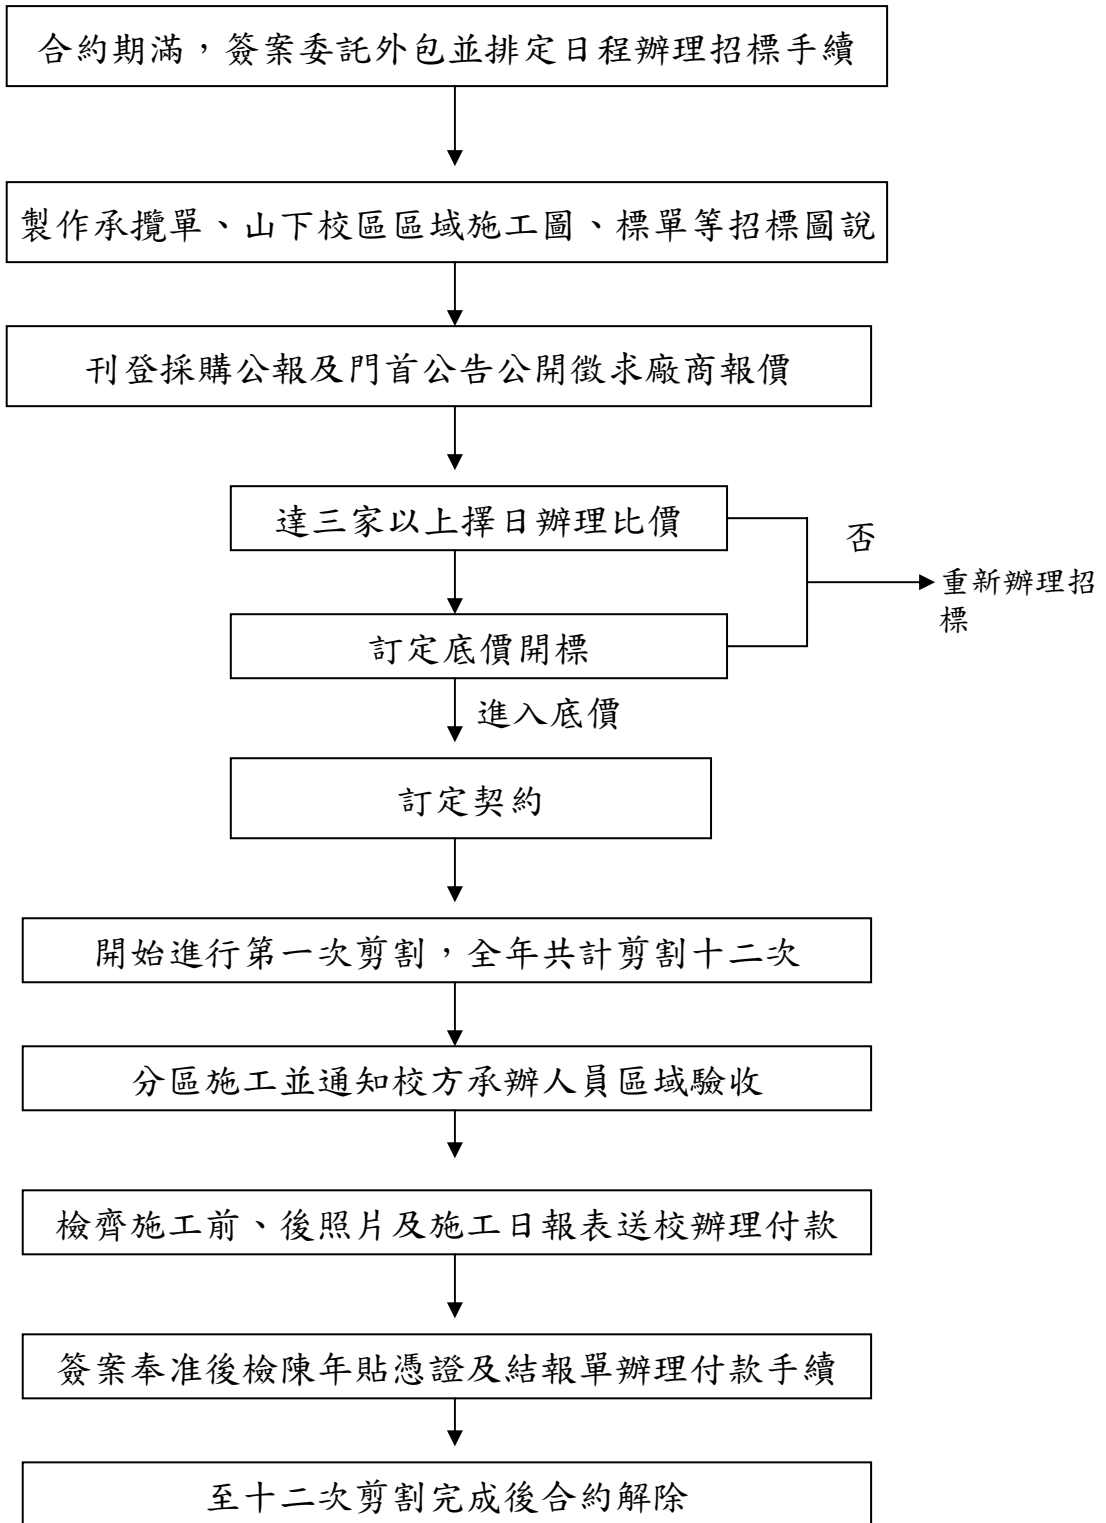 合約期滿，簽案委託外包並排定日程辦理招標手續
製作承攬單、山下校區區域施工圖、標單等招標圖說
刊登採購公報及門首公告公開徵求廠商報價
達三家以上擇日辦理比價
否
重新辦理招
標
訂定底價開標
進入底價
訂定契約
開始進行第一次剪割，全年共計剪割十二次
分區施工並通知校方承辦人員區域驗收
檢齊施工前、後照片及施工日報表送校辦理付款
簽案奉准後檢陳年貼憑證及結報單辦理付款手續
至十二次剪割完成後合約解除